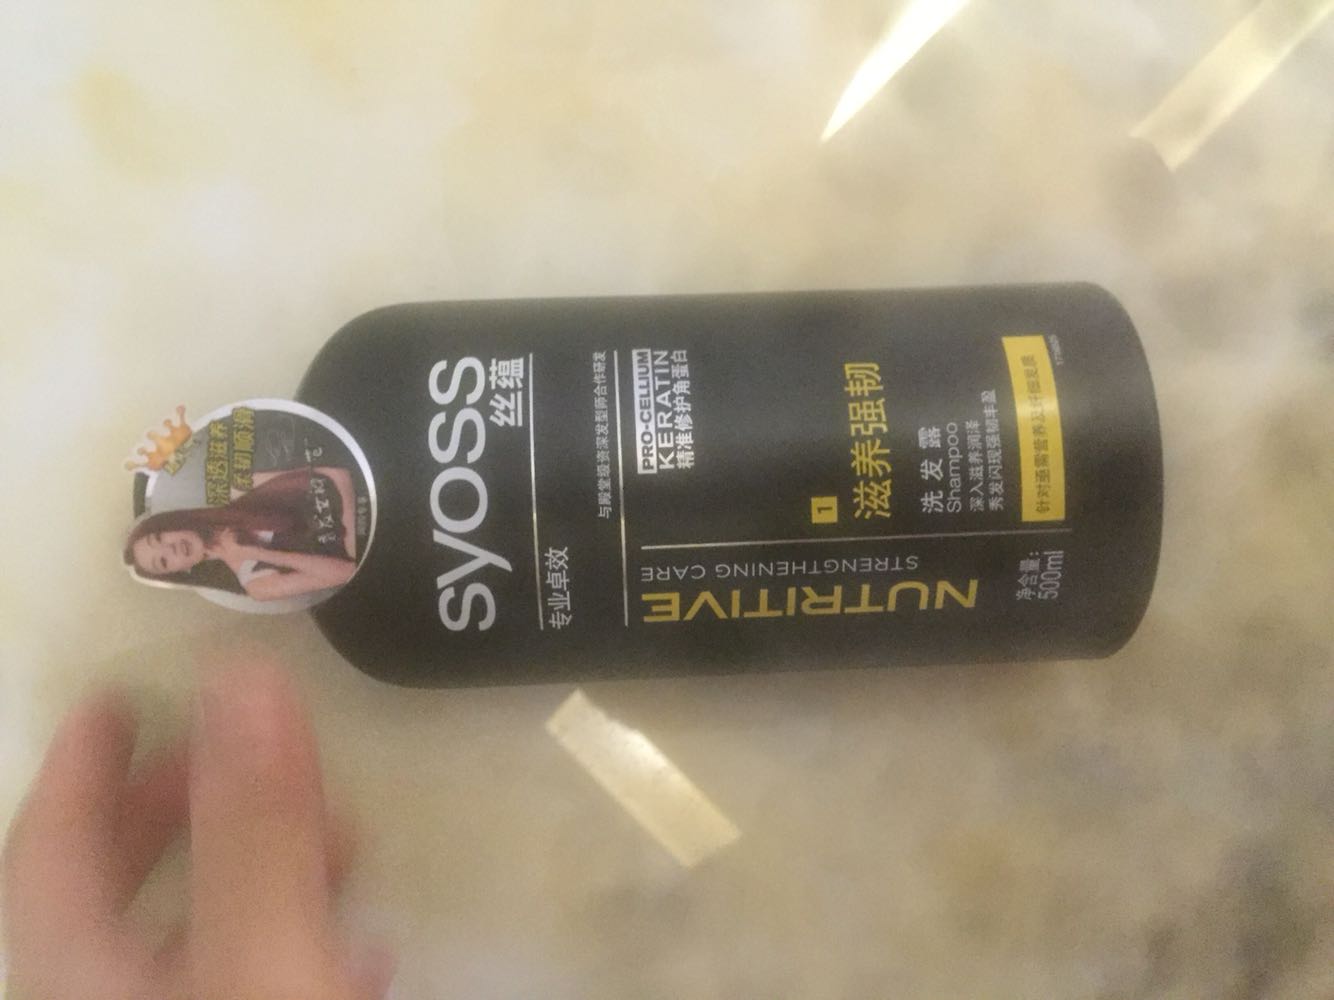 syoss
丝蕴
专业卓效
与殿堂级资深发型师合作研发
PRO-CELLIUM
KERATIN
精准修护角蛋白
NUTRITIVE
STRENGTHENING CARE
1
滋养强韧
洗发露
Shampoo
深入滋养润泽
秀发闪现强韧丰盈
针对亟需营养及纤细发质
净含量:
500ml
深透滋养
柔韧顺滑